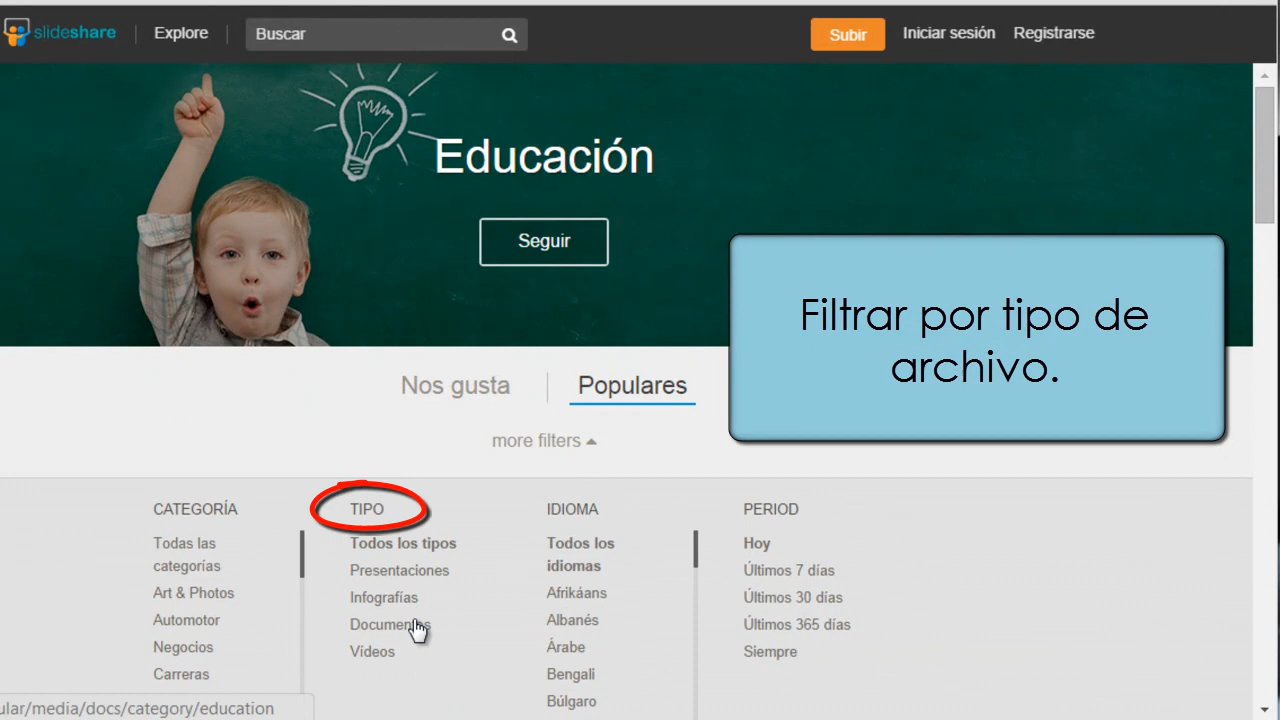 slideshare
Explore
Buscar
Subir
Iniciar sesión
Registrarse
Educación
Seguir
Filtrar por tipo de
archivo.
Nos gusta
Populares
more filters
CATEGORÍA
Todas las
categorías
Art & Photos
Automotor
Negocios
Carreras
TIPO
Todos los tipos
Presentaciones
Infografías
Documentos
Vídeos
IDIOMA
Todos los
idiomas
Afrikáans
Albanés
Árabe
Bengali
Búlgaro
PERIOD
Hoy
Últimos 7 días
Últimos 30 días
Últimos 365 días
Siempre
ular/media/docs/category/education